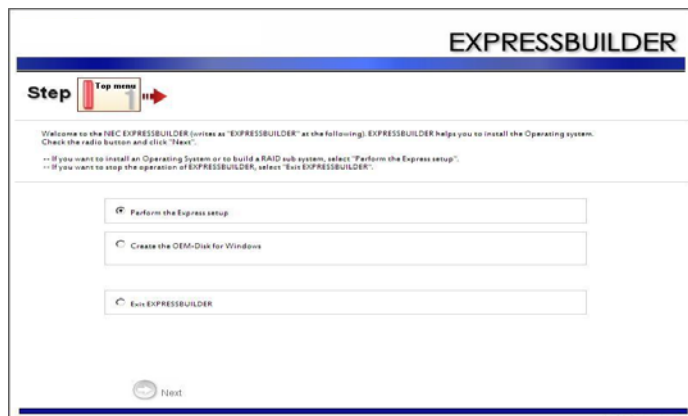 EXPRESSBUILDER
Step
Top menu
1
Welcome to the NEC EXPRESSBUILDER (writes as "EXPRESSBUILDER" at the following). EXPRESSBUILDER helps you to install the Operating system.
Check the radio button and click "Next".
-- If you want to install an Operating System or to build a RAID sub system, select "Perform the Express setup".
-- If you want to stop the operation of EXPRESSBUILDER, select "Exit EXPRESSBUILDER".
Perform the Express setup
Create the OEM-Disk for Windows
Exit EXPRESSBUILDER
Next